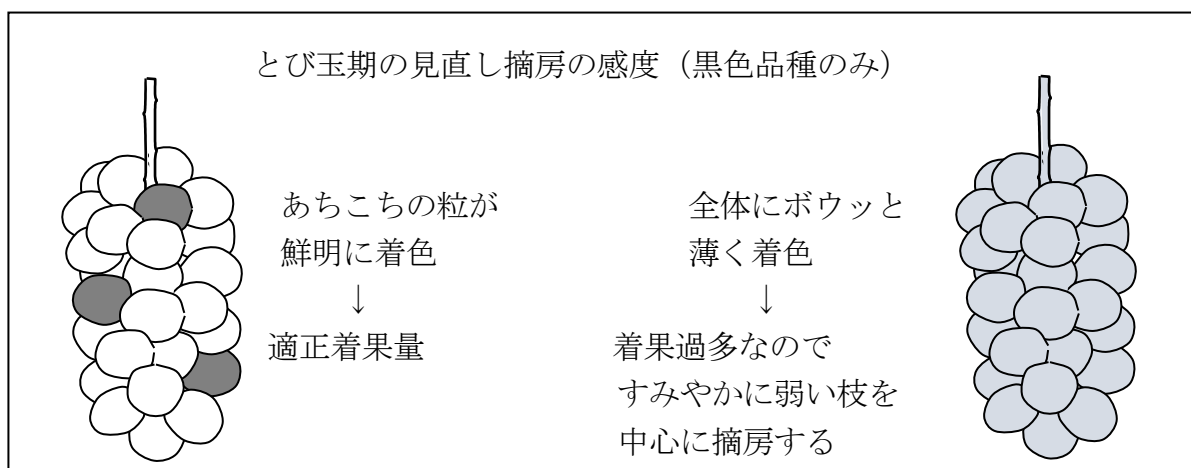 とび玉期の見直し摘房の感度（黒色品種のみ）
あちこちの粒が
鮮明に着色
↓
適正着果量
全体にボウッと
薄く着色
↓
着果過多なので
すみやかに弱い枝を
中心に摘房する